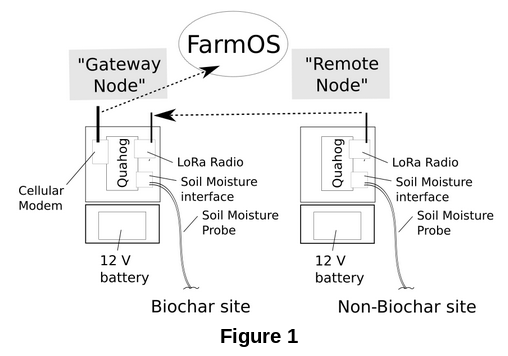 FarmOS
"Gateway
Node"
"Remote
Node"
Quahog
LoRa Radio
Soil Moisture
interface
Soil Moisture
Probe
Cellular
Modem
12 V
battery
Biochar site
Quahog
LoRa Radio
Soil Moisture
interface
Soil Moisture
Probe
12 V
battery
Non-Biochar site
Figure 1